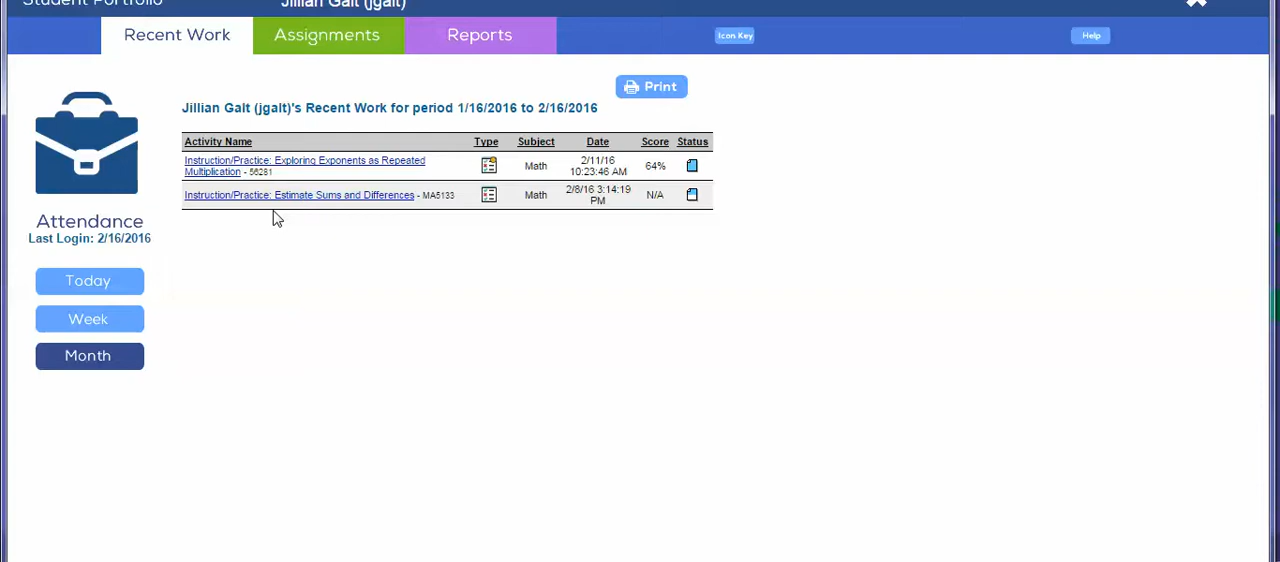 Student Portfolio
Jillian Galt (jgalt)
Recent Work
Assignments
Reports
Icon Key
Help
Print
Jillian Galt (jgalt)'s Recent Work for period 1/16/2016 to 2/16/2016
Activity Name Type Subject Date Score Status
Instruction/Practice: Exploring Exponents as Repeated
Multiplication - 56281
Math
2/11/16
10:23:46 AM
64%
Instruction/Practice: Estimate Sums and Differences - MA5133
Math
2/8/16 3:14:19
PM
N/A
Attendance
Last Login: 2/16/2016
Today
Week
Month